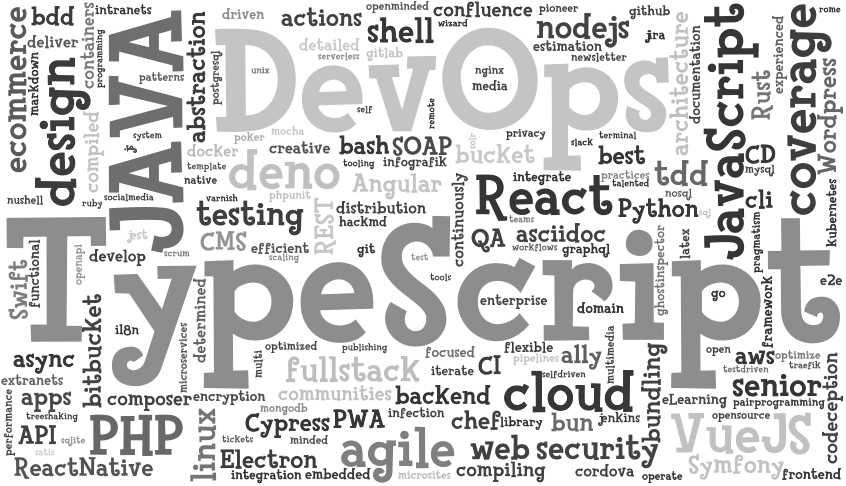 ecommerce
bdd
deliver
markdown
containers
programming
intranets
JAVA
patterns
abstraction
driven
postgresql
DevOps
unix
actions
detailed
serverless
gitlab
self
openminded
shell
confluence
wizard
remote
nginx
media
pioneer
nodejs
estimation
newsletter
github
jira
architecture
documentation
JavaScript
Rust
experienced
coverage
rome
Wordpress
design
compiled
system
git
docker
template
native
poker
mocha
creative
deno
phpunit
bash
SOAP
tooling
infografik
Angular
solr
bucket
privacy
slack
terminal
best
integrate
practices
talented
tdd
nosql
CD
mysql
cli
kubernetes
nushell
ruby
socialmedia
varnish
testing
REST
distribution
hacKmd
continuously
React
teams
Python
sql
pragmatism
TypeScript
Swift
functional
openapi
jest
develop
scrum
CMS
efficient
scaling
git
test
tools
QA
asciidoc
workflows
graphql
ghostinspector
latex
go
e2e
framework
enterprise
domain
bitbucket
i18n
microservices
determined
multi
optimized
publishing
focused
flexible
pipelines
a11y
multimedia
open
aws
optimize
traefik
testdriven
async
extranets
fullstack
iterate
CI
selfdriven
bundling
senior
pairprogramming
eLearning
opensource
codeception
apps
treeshaking
performance
composer
encryption
communities
mongodb
backend
cloud
API
sqlite
satis
PHP
linux
tickets
Cypress
minded
PWA
infection
chef
library
bun
jenkins
VueJS
ReactNative
Electron
integration
embedded
agile
microsites
web
security
compiling
cordova
operate
Symfony
frontend